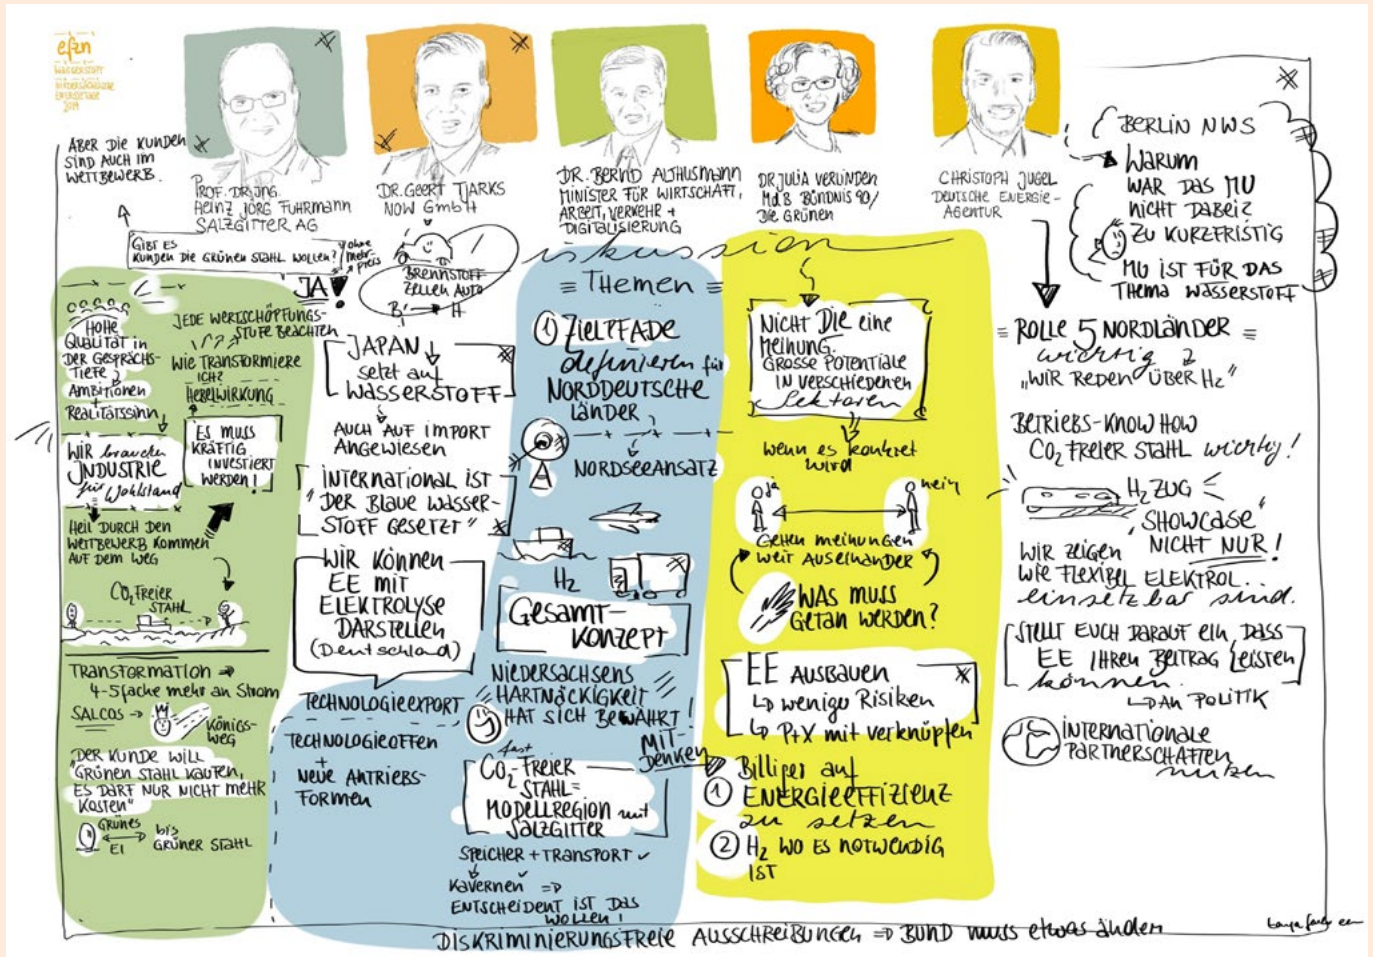 efzn
WASSERSTOFF
NIEDERSÄCHSISCHE
ENERGIETAGE
2019
ABER DIE KUNDEN
SIND AUCH IM
WETTBEWERB.
PROF. DR. ING.
HEINZ JÖRG FUHRMANN
SALZGITTER AG
DR. GEERT TJARKS
NOW GmbH
DR. BERND ALTHUSMANN
MINISTER FÜR WIRTSCHAFT,
ARBEIT, VERKEHR +
DIGITALISIERUNG
DR. JULIA VERLINDEN
MdB BÜNDNIS 90/
DIE GRÜNEN
CHRISTOPH JUGEL
DEUTSCHE ENERGIE-
AGENTUR
Diskussion
GIBT ES
KUNDEN DIE GRÜNEN STAHL WOLLEN?
ohne
mehr-
preis
JA!
HOHE
QUALITÄT IN
DER GESPRÄCHS-
TIEFE
AMBITIONEN
+
REALITÄTSSINN
JEDE WERTSCHÖPFUNGS-
STUFE BEACHTEN
WIE TRANSFORMIERE
ICH?
HEBELWIRKUNG
WIR brauchen
INDUSTRIE
für Wohlstand
ES MUSS
KRÄFTIG
INVESTIERT
WERDEN!
HEIL DURCH DEN
WETTBEWERB KOMMEN
AUF DEM WEG
CO₂ FREIER
STAHL
TRANSFORMATION ⇒
4-5fache mehr an Strom
SALCOS →
KÖNIGS-
WEG
"DER KUNDE WILL
GRÜNEN STAHL KAUFEN,
ES DARF NUR NICHT MEHR
KOSTEN"
GRÜNES
EI
bis
GRÜNER STAHL
BRENNSTOFF
ZELLEN AUTO
B → H
JAPAN
setzt auf
WASSERSTOFF
AUCH AUF IMPORT
ANGEWIESEN
INTERNATIONAL IST
"DER BLAUE WASSER-
STOFF GESETZT"
WIR KÖNNEN
EE MIT
ELEKTROLYSE
DARSTELLEN
(Deutschland)
TECHNOLOGIEEXPORT
TECHNOLOGIEOFFEN
+
NEUE ANTRIEBS-
FORMEN
= THEMEN =
① ZIELPFADE
definieren für
NORDDEUTSCHE
LÄNDER
NORDSEEANSATZ
H₂
GESAMT-
KONZEPT
NIEDERSACHSENS
HARTNÄCKIGKEIT
HAT SICH BEWÄHRT!
fast
CO₂-FREIER
STAHL=
MODELLREGION mit
SALZGITTER
SPEICHER + TRANSPORT ✓
KAVERNEN ⇒
ENTSCHEIDENT IST DAS
WOLLEN!
NICHT DIE eine
MEINUNG.
GROSSE POTENTIALE
IN VERSCHIEDENEN
Sektoren
wenn es konkret
wird
ja
nein
GEHEN MEINUNGEN
WEIT AUSEINANDER
WAS MUSS
GETAN WERDEN?
EE AUSBAUEN
↳ weniger Risiken
↳ PtX mit verknüpfen
MIT-
DENKEN
Billiger auf
① ENERGIEEFFIZIENZ
zu setzen
② H₂ WO ES NOTWENDIG
IST
BERLIN NWS
WARUM
WAR DAS MU
NICHT DABEI?
ZU KURZFRISTIG
MU IST FÜR DAS
THEMA WASSERSTOFF
= ROLLE 5 NORDLÄNDER =
wichtig
"WIR REDEN ÜBER H₂"
BETRIEBS-KNOW HOW
CO₂ FREIER STAHL wichtig!
H₂ ZUG
"SHOWCASE"
NICHT NUR!
WIR ZEIGEN
WIE FLEXIBEL ELEKTROL...
einsetzbar sind.
STELLT EUCH DARAUF EIN, DASS
EE IHREN BEITRAG LEISTEN
können.
↳ AN POLITIK
INTERNATIONALE
PARTNERSCHAFTEN
nutzen
DISKRIMINIERUNGSFREIE AUSSCHREIBUNGEN ⇒ BUND muss etwas ändern